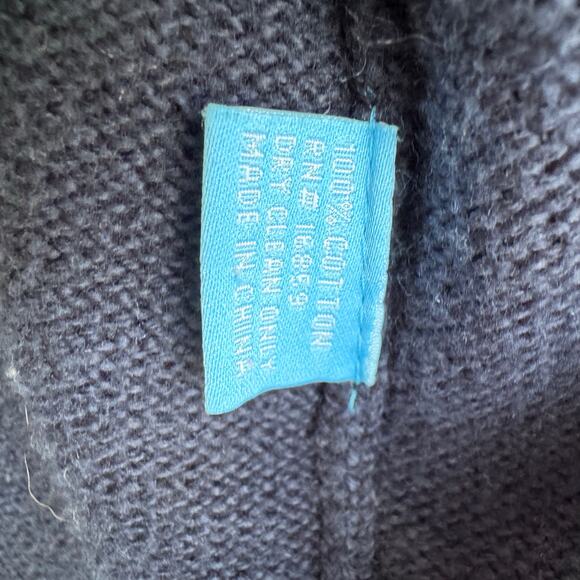 100% COTTON
RN# 16859
DRY CLEAN ONLY
MADE IN CHINA